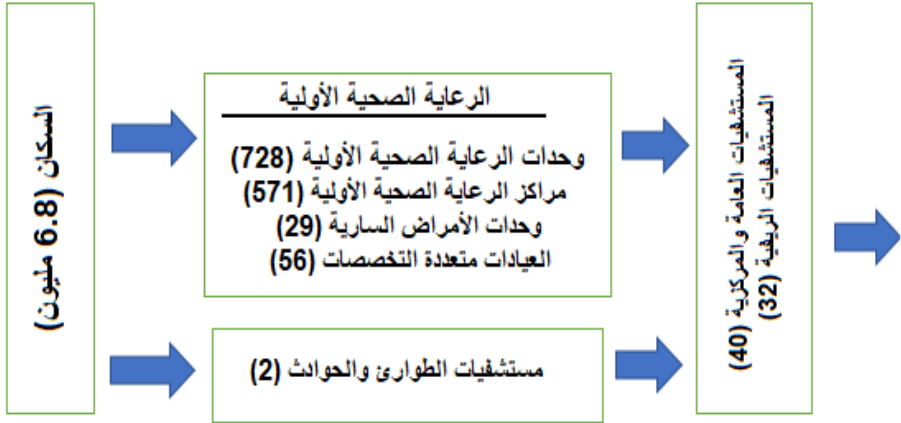 السكان (6.8 مليون)
الرعاية الصحية الأولية
وحدات الرعاية الصحية الأولية (728)
مراكز الرعاية الصحية الأولية (571)
وحدات الأمراض السارية (29)
العيادات متعددة التخصصات (56)
مستشفيات الطوارئ والحوادث (2)
المستشفيات العامة والمركزية (40)
المستشفيات الريفية (32)